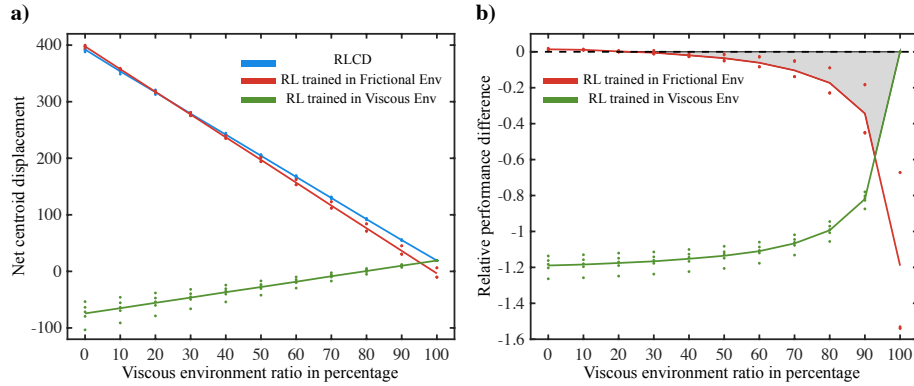 a)
Net centroid displacement
400
300
200
100
0
-100
RLCD
RL trained in Frictional Env
RL trained in Viscous Env
0 10 20 30 40 50 60 70 80 90 100
Viscous environment ratio in percentage
b)
Relative performance difference
0
-0.2
-0.4
-0.6
-0.8
-1
-1.2
-1.4
-1.6
RL trained in Frictional Env
RL trained in Viscous Env
0 10 20 30 40 50 60 70 80 90 100
Viscous environment ratio in percentage